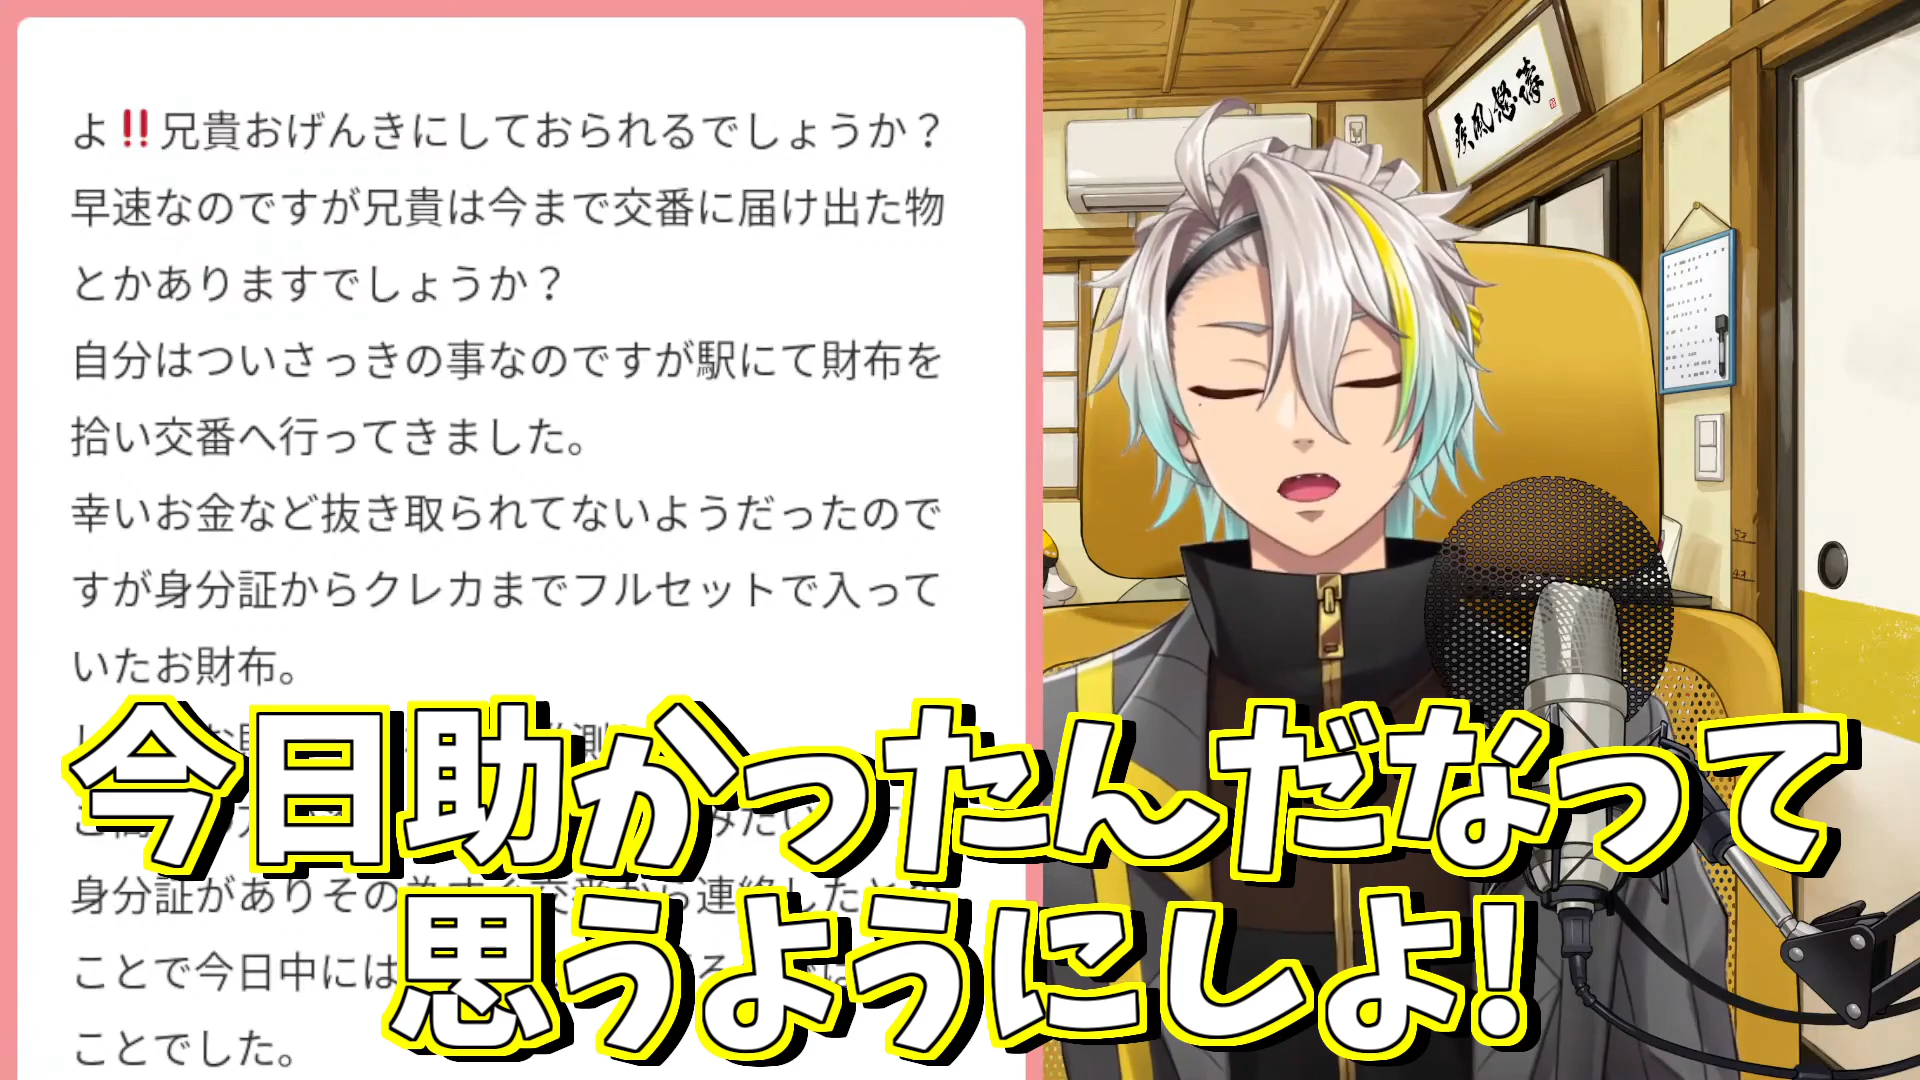 よ‼兄貴おげんきにしておられるでしょうか？
早速なのですが兄貴は今まで交番に届け出た物
とかありますでしょうか？
自分はついさっきの事なのですが駅にて財布を
拾い交番へ行ってきました。
幸いお金など抜き取られてないようだったので
すが身分証からクレカまでフルセットで入って
いたお財布。
身分証がありその
連絡した
ことで今日中には
ことでした。
今日助かったんだなって
思うようにしよ！
疾風怒濤